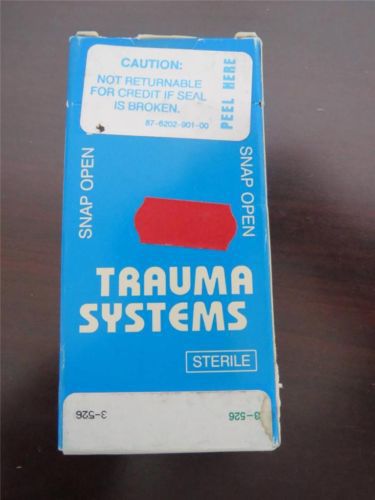 CAUTION:
NOT RETURNABLE
FOR CREDIT IF SEAL
IS BROKEN.
87-6202-901-00
PEEL HERE
SNAP OPEN
SNAP OPEN
TRAUMA
SYSTEMS
STERILE
3-526
3-526